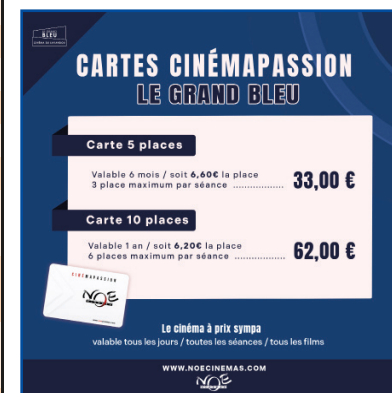 BLEU
CARTES CINÉMAPASSION
LE GRAND BLEU
Carte 5 places
Valable 6 mois / soit 6,60€ la place
3 place maximum par séance ................. 33,00 €
Carte 10 places
Valable 1 an / soit 6,20€ la place
6 places maximum par séance ................. 62,00 €
CINÉMAPASSION
NOE
Le cinéma à prix sympa
valable tous les jours / toutes les séances / tous les films
WWW.NOECINEMAS.COM
NOE